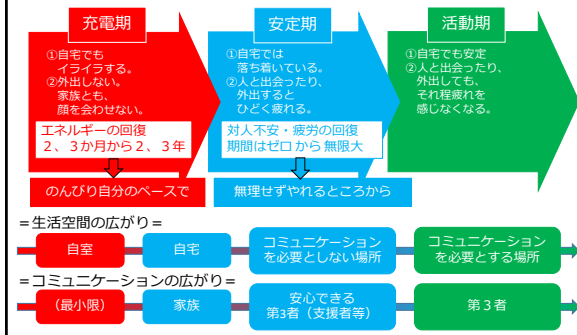 充電期
①自宅でも
イライラする。
②外出しない。
家族とも、
顔を会わせない。
エネルギーの回復
２、３か月から２、３年
のんびり自分のペースで
安定期
①自宅では
落ち着いている。
②人と出会ったり、
外出すると
ひどく疲れる。
対人不安・疲労の回復
期間はゼロから無限大
無理せずやれるところから
活動期
①自宅でも安定
②人と出会ったり、
外出しても、
それ程疲れを
感じなくなる。
＝生活空間の広がり＝
自室
自宅
コミュニケーション
を必要としない場所
コミュニケーション
を必要とする場所
＝コミュニケーションの広がり＝
（最小限）
家族
安心できる
第3者（支援者等）
第３者